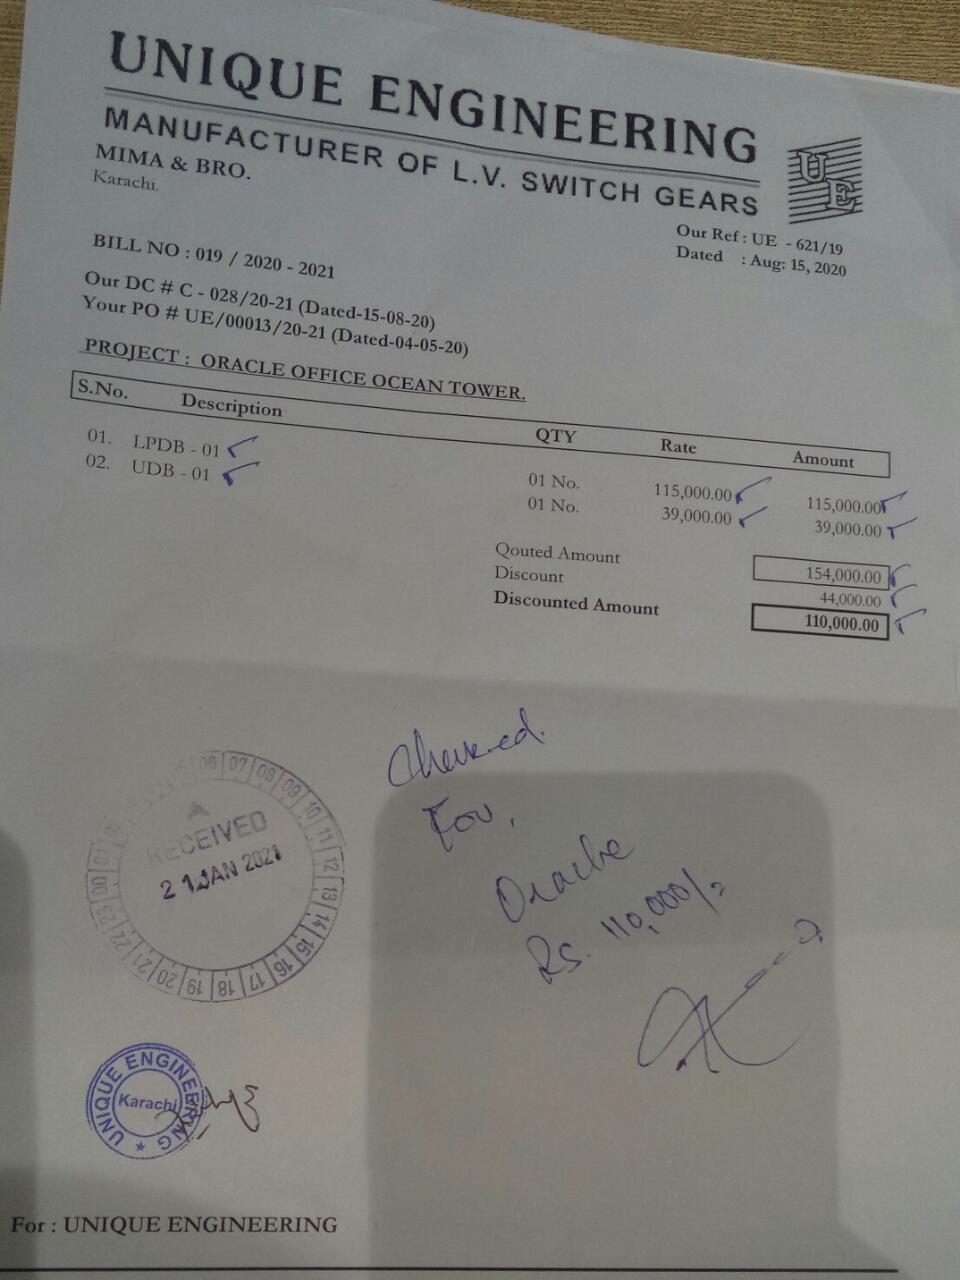 UNIQUE ENGINEERING
MANUFACTURER OF L.V. SWITCH GEARS
UE
MIMA & BRO.
Karachi.
Our Ref : UE - 621/19
Dated : Aug: 15, 2020
BILL NO : 019 / 2020 - 2021
Our DC # C - 028/20-21 (Dated-15-08-20)
Your PO # UE/00013/20-21 (Dated-04-05-20)
PROJECT : ORACLE OFFICE OCEAN TOWER.
S.No. Description QTY Rate Amount
01. LPDB - 01 01 No. 115,000.00 115,000.00
02. UDB - 01 01 No. 39,000.00 39,000.00
Qouted Amount 154,000.00
Discount 44,000.00
Discounted Amount 110,000.00
Checked.
For,
Oracle
Rs. 110,000/=
06 07 08 09 10 11 12 13 14 15 16 17 18 19 20 21 22 23 00 01
A
RECEIVED
21 JAN 2021
UNIQUE ENGINEERING
Karachi
For : UNIQUE ENGINEERING